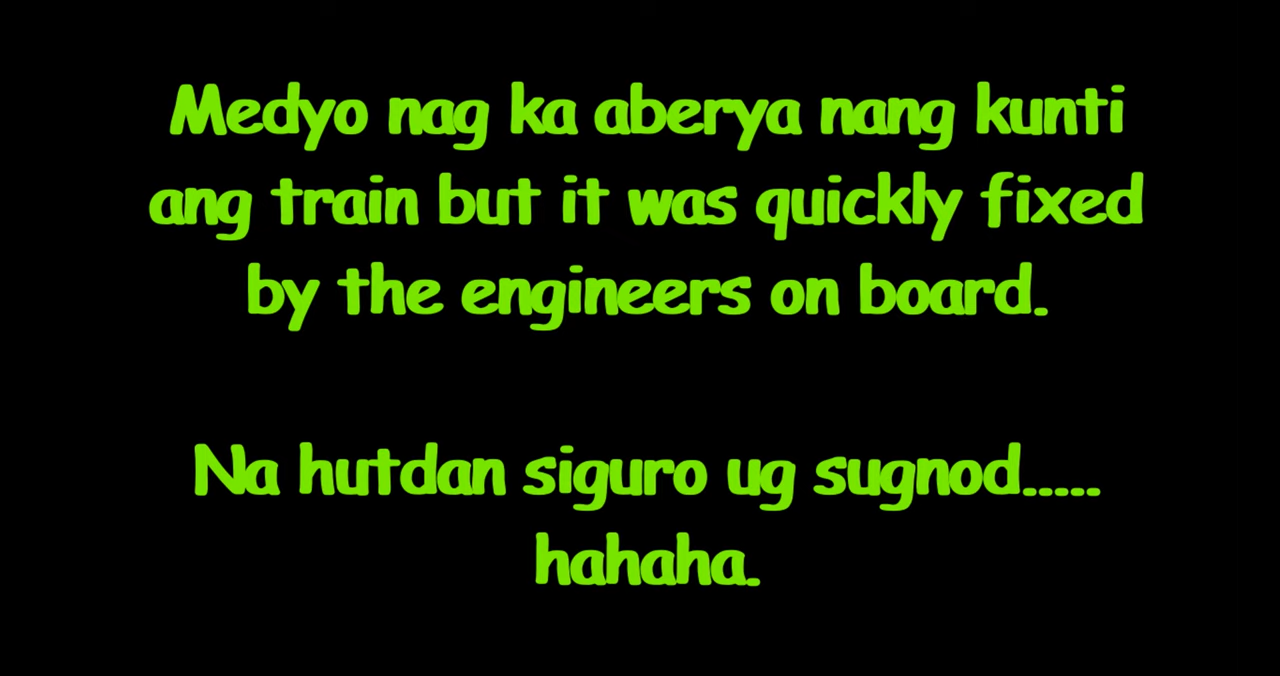 Medyo nag ka aberya nang kunti
ang train but it was quickly fixed
by the engineers on board.
Na hutdan siguro ug sugnod.....
hahaha.